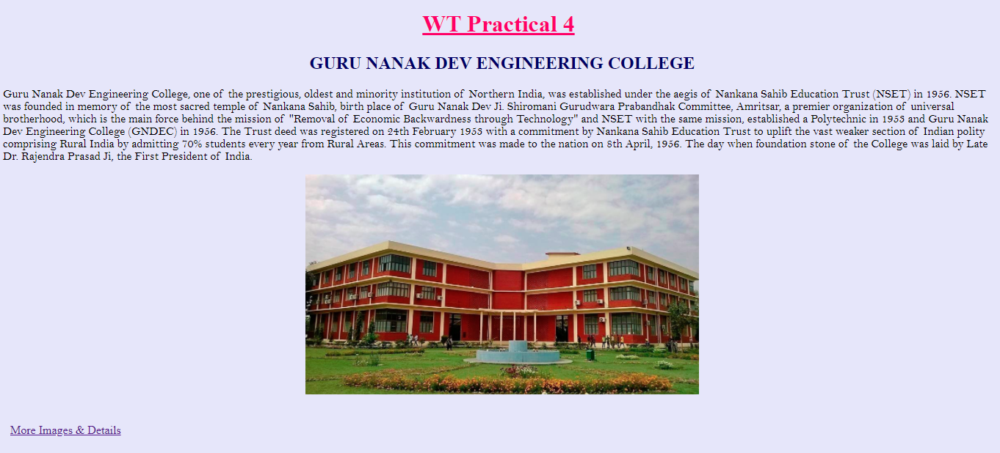 WT Practical 4
GURU NANAK DEV ENGINEERING COLLEGE
Guru Nanak Dev Engineering College, one of the prestigious, oldest and minority institution of Northern India, was established under the aegis of Nankana Sahib Education Trust (NSET) in 1956. NSET
was founded in memory of the most sacred temple of Nankana Sahib, birth place of Guru Nanak Dev Ji. Shiromani Gurudwara Prabandhak Committee, Amritsar, a premier organization of universal
brotherhood, which is the main force behind the mission of "Removal of Economic Backwardness through Technology" and NSET with the same mission, established a Polytechnic in 1953 and Guru Nanak
Dev Engineering College (GNDEC) in 1956. The Trust deed was registered on 24th February 1953 with a commitment by Nankana Sahib Education Trust to uplift the vast weaker section of Indian polity
comprising Rural India by admitting 70% students every year from Rural Areas. This commitment was made to the nation on 8th April, 1956. The day when foundation stone of the College was laid by Late
Dr. Rajendra Prasad Ji, the First President of India.
More Images & Details